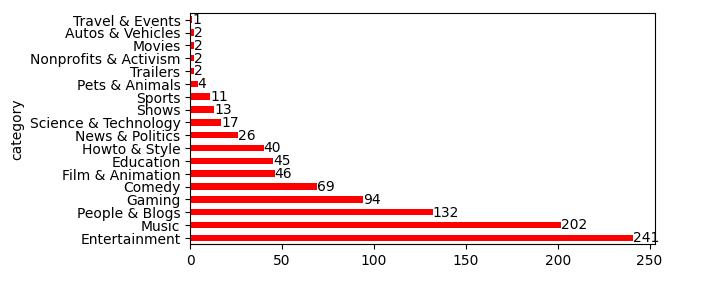 category
Travel & Events 1
Autos & Vehicles 2
Movies 2
Nonprofits & Activism 2
Trailers 2
Pets & Animals 4
Sports 11
Shows 13
Science & Technology 17
News & Politics 26
Howto & Style 40
Education 45
Film & Animation 46
Comedy 69
Gaming 94
People & Blogs 132
Music 202
Entertainment 241
0 50 100 150 200 250